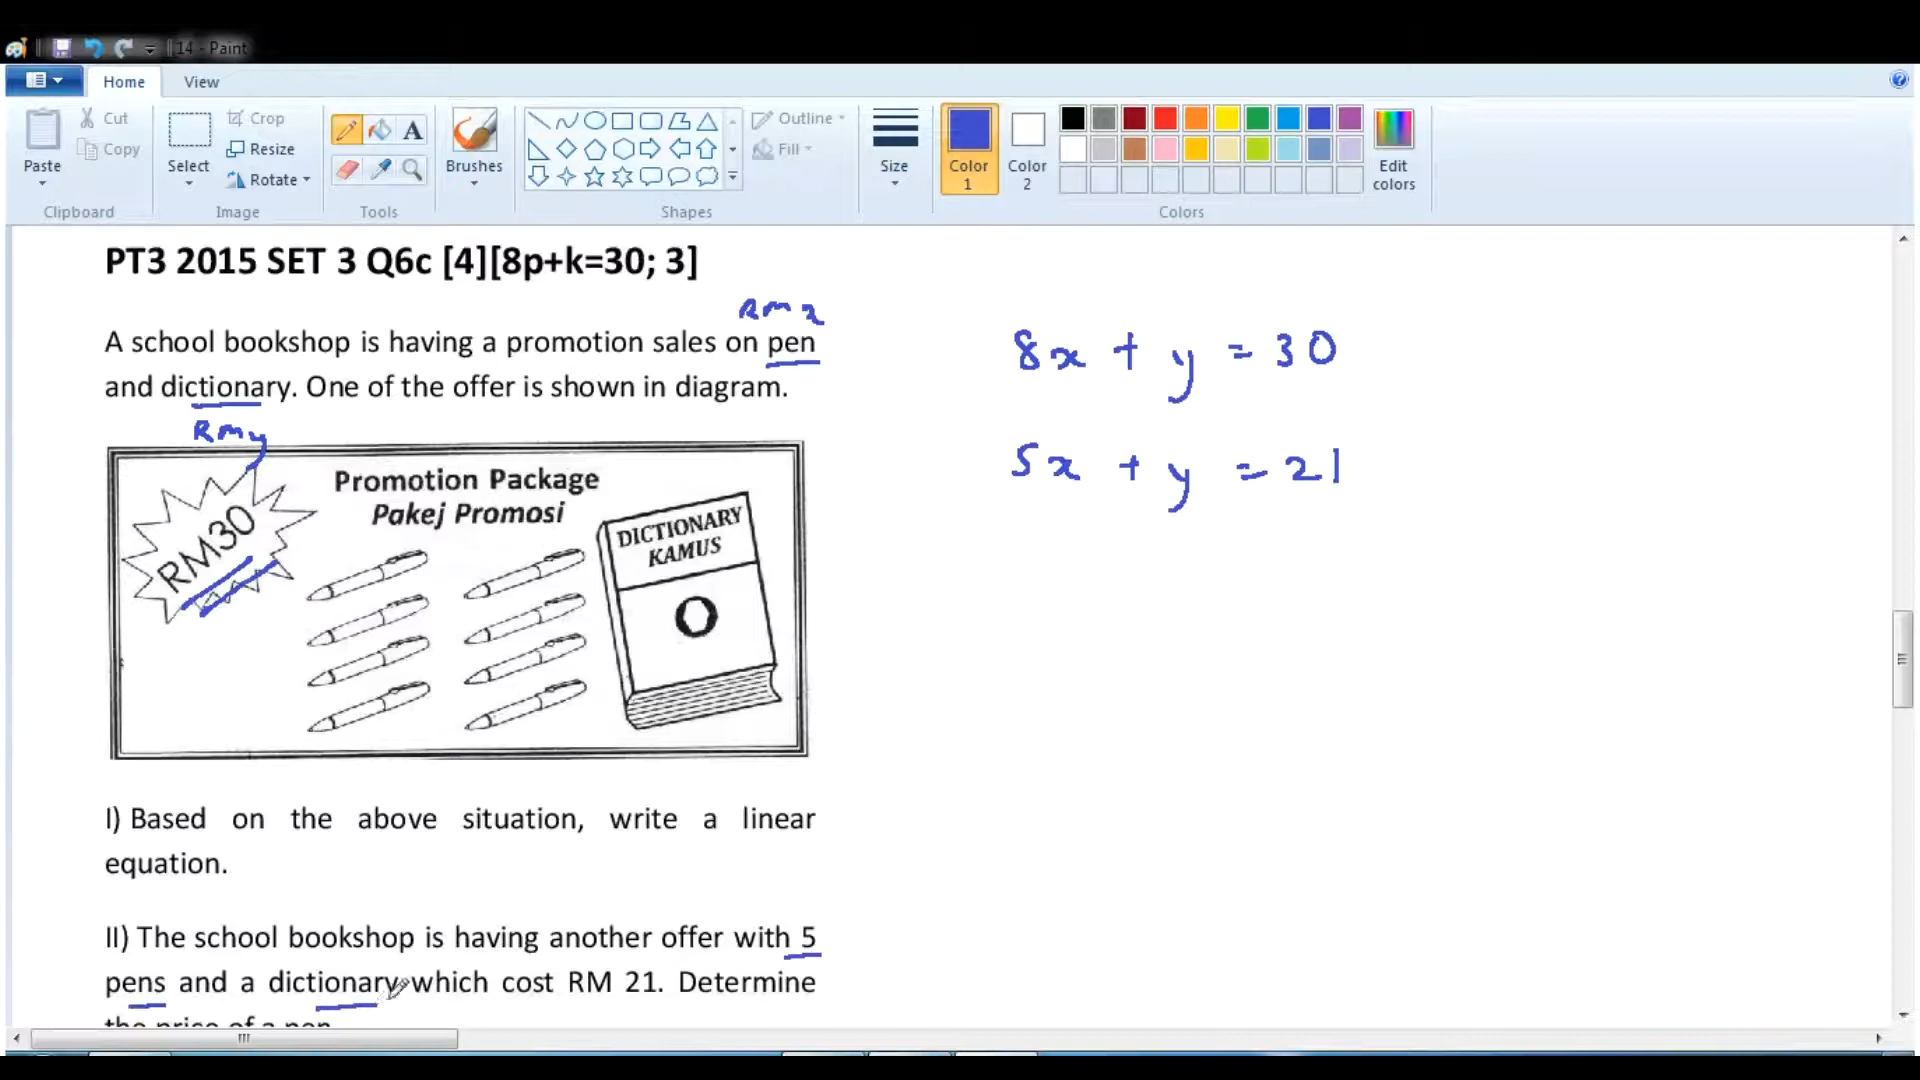 14 - Paint
Home View
Paste
Cut
Copy
Clipboard
Select
Crop
Resize
Rotate
Image
A
Tools
Brushes
Outline
Fill
Shapes
Size
Color 1
Color 2
Edit colors
Colors
PT3 2015 SET 3 Q6c [4][8p+k=30; 3]
RM x
A school bookshop is having a promotion sales on pen
and dictionary. One of the offer is shown in diagram.
RM y
RM30
Promotion Package
Pakej Promosi
DICTIONARY
KAMUS
I) Based on the above situation, write a linear
equation.
II) The school bookshop is having another offer with 5
pens and a dictionary which cost RM 21. Determine
the price of a pen.
8x + y = 30
5x + y = 21